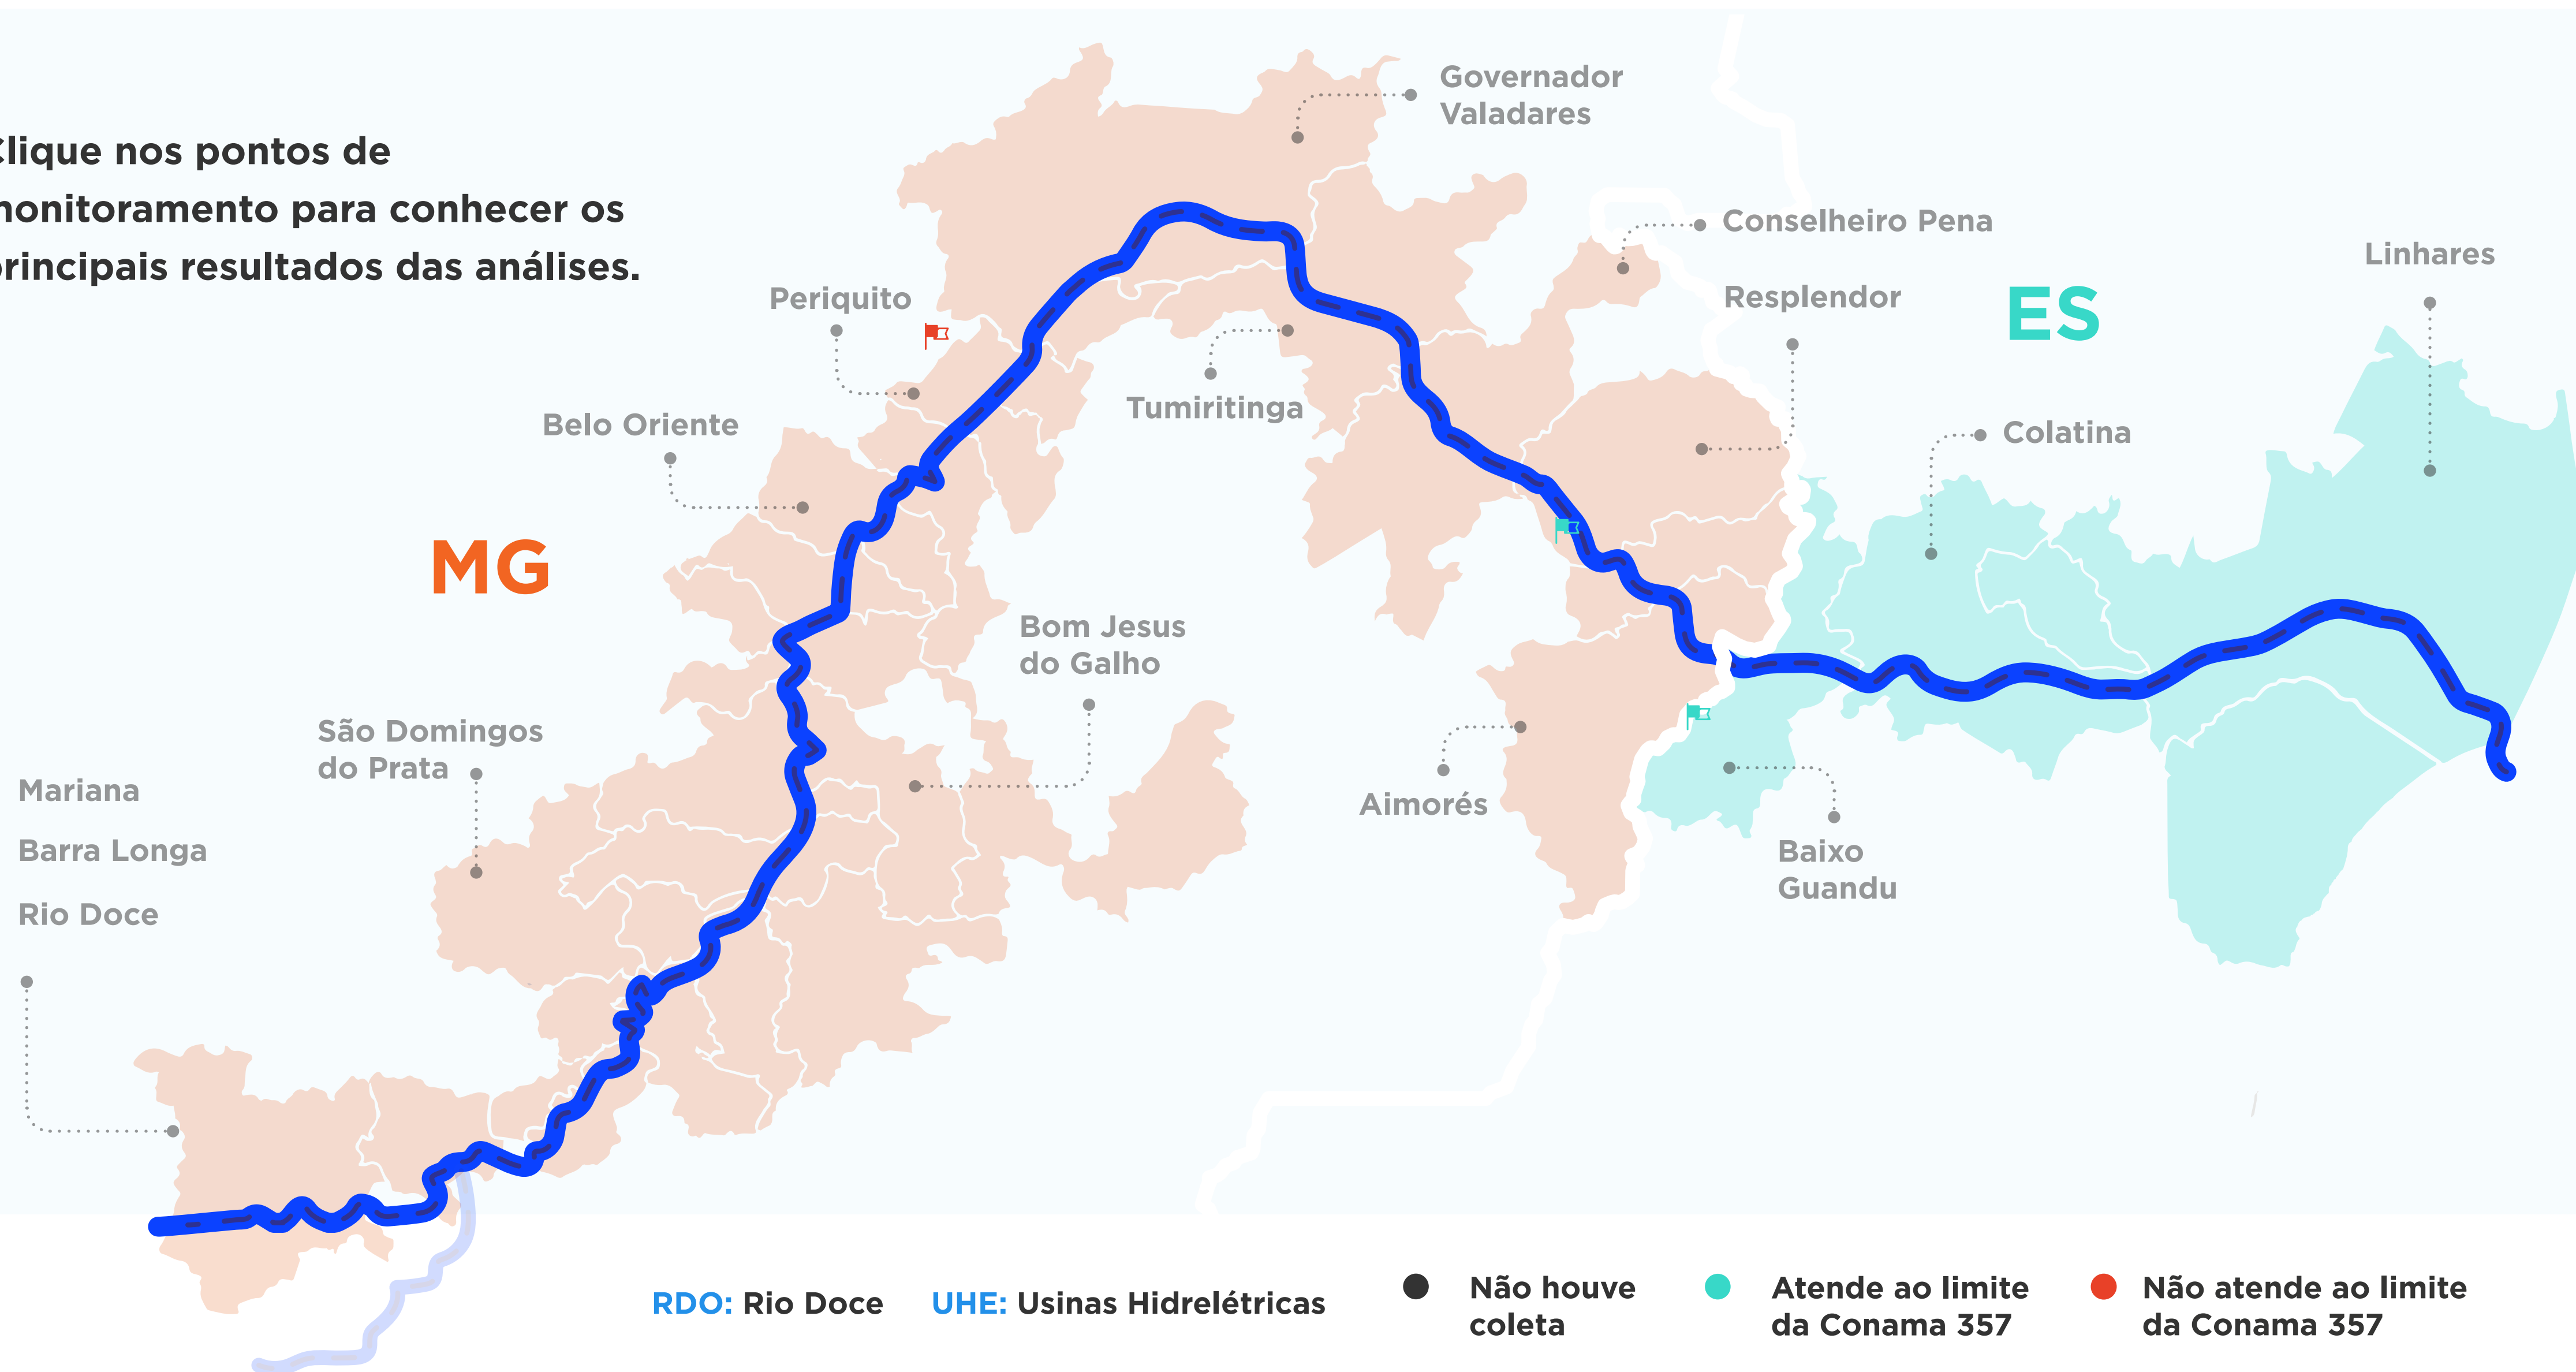 Clique nos pontos de
monitoramento para conhecer os
principais resultados das análises.
Governador
Valadares
Conselheiro Pena
Linhares
Periquito
Resplendor
ES
Tumiritinga
Belo Oriente
Colatina
MG
Bom Jesus
do Galho
São Domingos
do Prata
Mariana
Aimorés
Barra Longa
Baixo
Guandu
Rio Doce
RDO: Rio Doce
UHE: Usinas Hidrelétricas
Não houve
coleta
Atende ao limite
da Conama 357
Não atende ao limite
da Conama 357